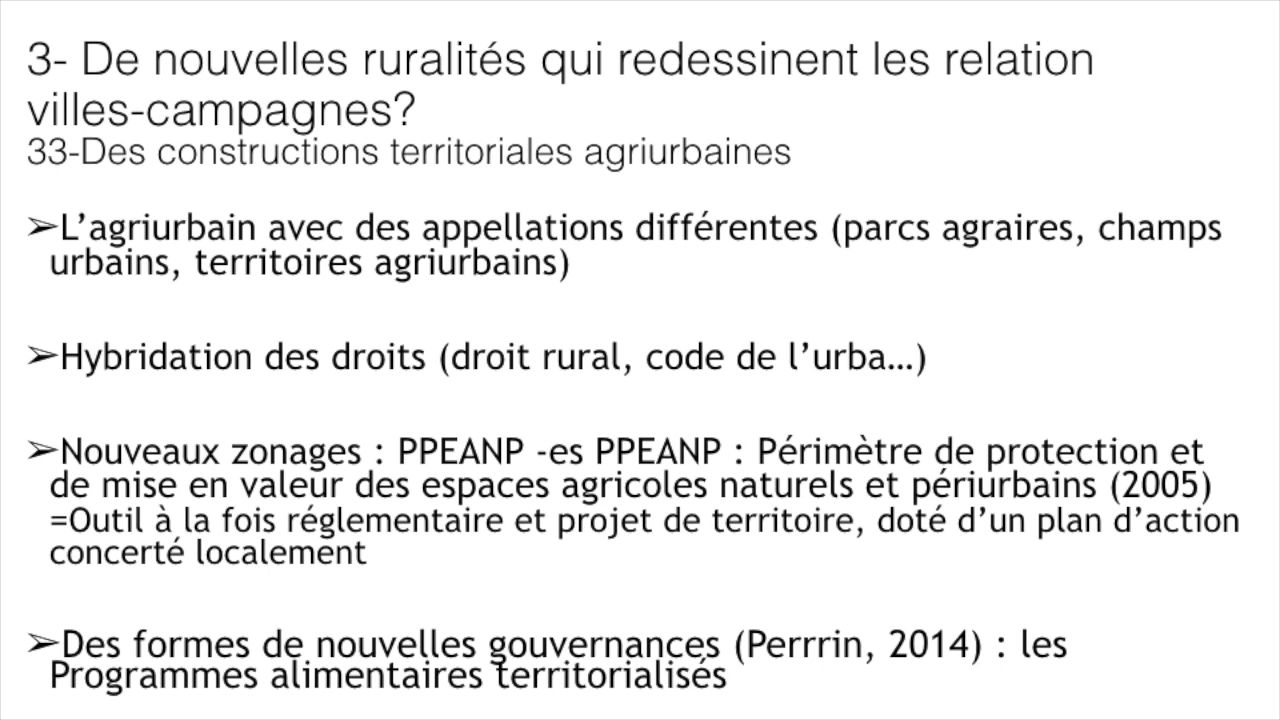 3- De nouvelles ruralités qui redessinent les relation
villes-campagnes?
33-Des constructions territoriales agriurbaines
➢L’agriurbain avec des appellations différentes (parcs agraires, champs
urbains, territoires agriurbains)
➢Hybridation des droits (droit rural, code de l’urba…)
➢Nouveaux zonages : PPEANP -es PPEANP : Périmètre de protection et
de mise en valeur des espaces agricoles naturels et périurbains (2005)
=Outil à la fois réglementaire et projet de territoire, doté d’un plan d’action
concerté localement
➢Des formes de nouvelles gouvernances (Perrrin, 2014) : les
Programmes alimentaires territorialisés